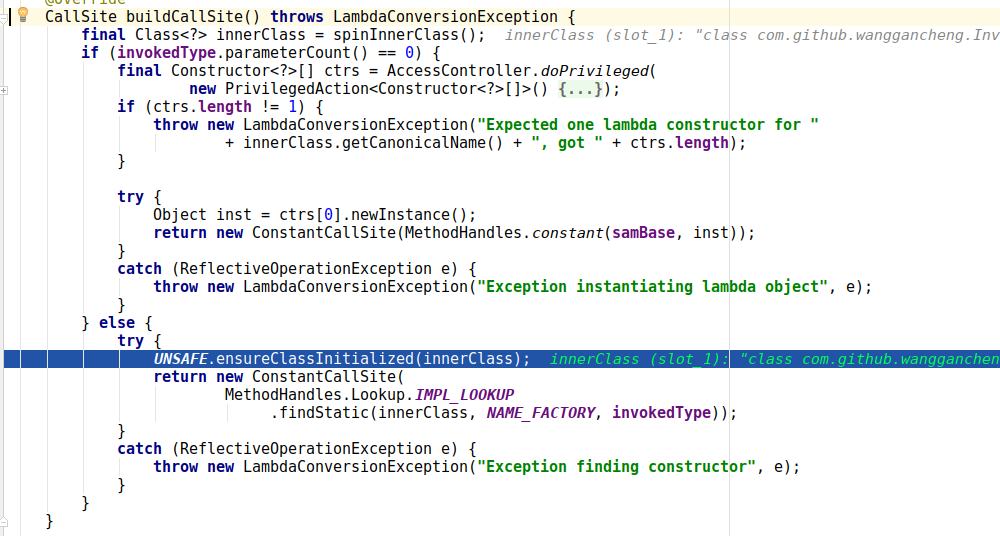 @Override
CallSite buildCallSite() throws LambdaConversionException {
final Class<?> innerClass = spinInnerClass();  innerClass (slot_1): "class com.github.wanggancheng.Inv
if (invokedType.parameterCount() == 0) {
final Constructor<?>[] ctrs = AccessController.doPrivileged(
new PrivilegedAction<Constructor<?>[]>() {...});
if (ctrs.length != 1) {
throw new LambdaConversionException("Expected one lambda constructor for "
+ innerClass.getCanonicalName() + ", got " + ctrs.length);
}
try {
Object inst = ctrs[0].newInstance();
return new ConstantCallSite(MethodHandles.constant(samBase, inst));
}
catch (ReflectiveOperationException e) {
throw new LambdaConversionException("Exception instantiating lambda object", e);
}
} else {
try {
UNSAFE.ensureClassInitialized(innerClass);  innerClass (slot_1): "class com.github.wangganchen
return new ConstantCallSite(
MethodHandles.Lookup.IMPL_LOOKUP
.findStatic(innerClass, NAME_FACTORY, invokedType));
}
catch (ReflectiveOperationException e) {
throw new LambdaConversionException("Exception finding constructor", e);
}
}
}